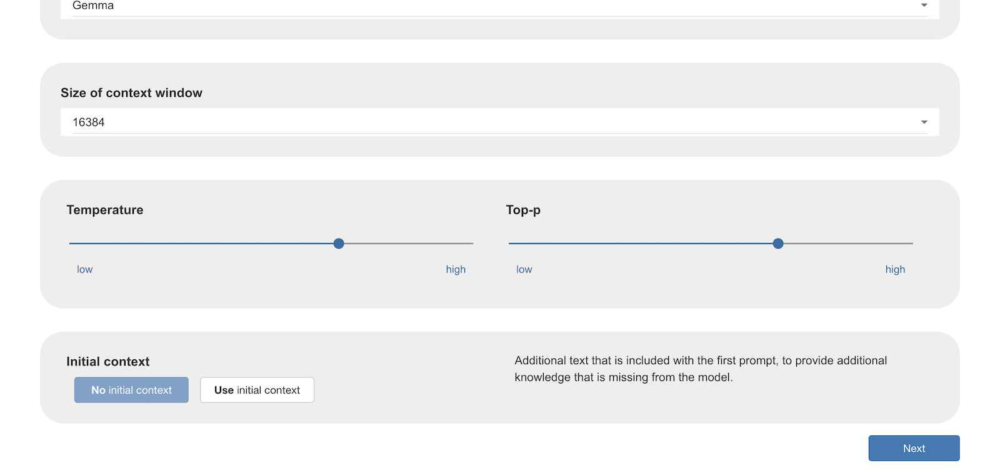 Gemma
Size of context window
16384
Temperature
Top-p
low
high
low
high
Initial context
No initial context
Use initial context
Additional text that is included with the first prompt, to provide additional
knowledge that is missing from the model.
Next